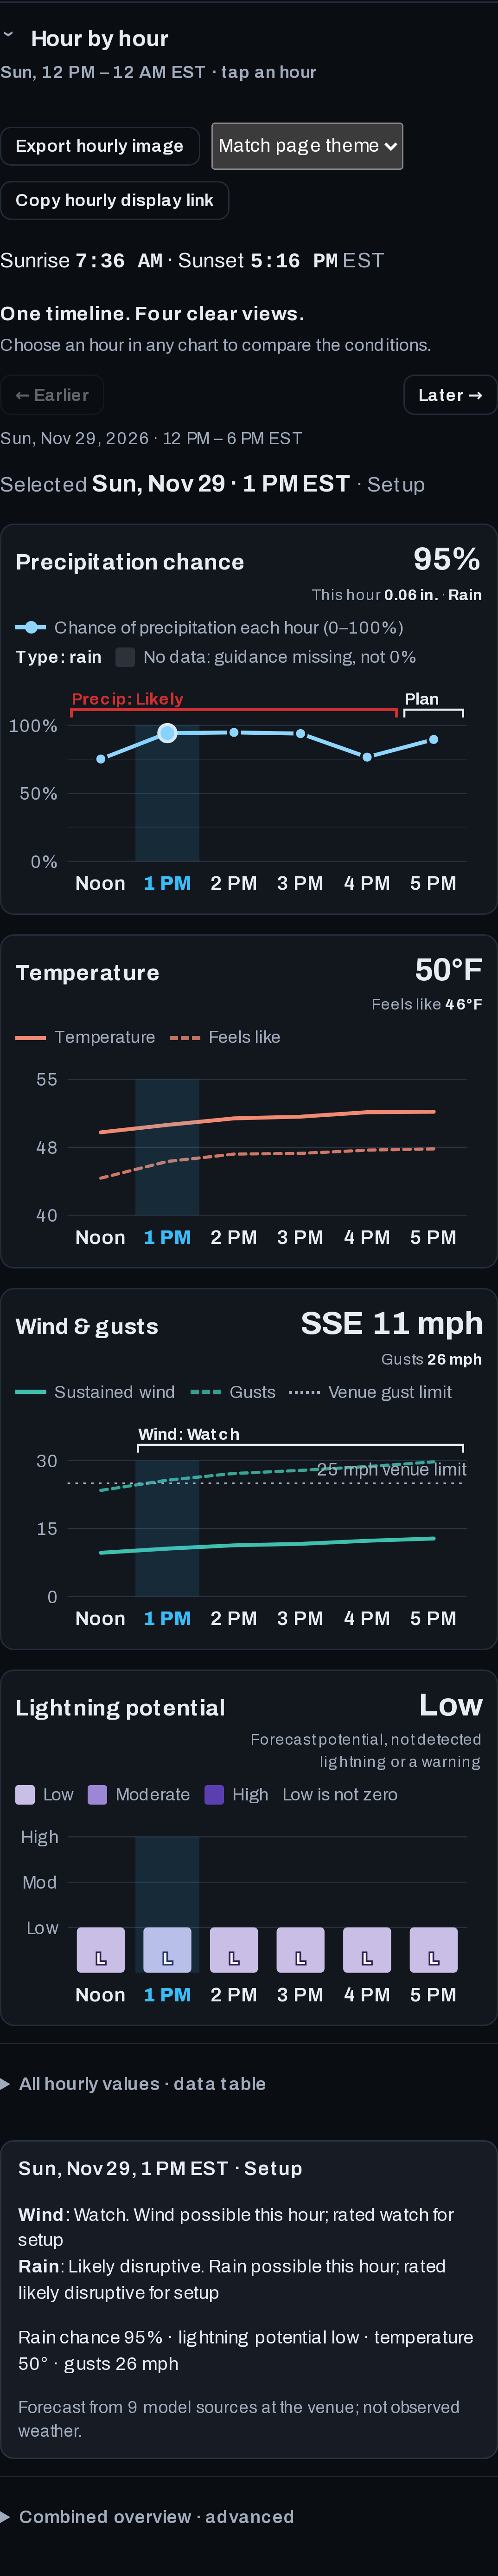 Hour by hour
Sun, 12 PM – 12 AM EST · tap an hour
Export hourly image
Match page theme
Copy hourly display link
Sunrise 7:36 AM · Sunset 5:16 PM EST
One timeline. Four clear views.
Choose an hour in any chart to compare the conditions.
← Earlier
Later →
Sun, Nov 29, 2026 · 12 PM – 6 PM EST
Selected Sun, Nov 29 · 1 PM EST · Setup
Precipitation chance
95%
This hour 0.06 in. · Rain
Chance of precipitation each hour (0–100%)
Type: rain
No data: guidance missing, not 0%
Precip: Likely
Plan
100%
50%
0%
Noon 1 PM 2 PM 3 PM 4 PM 5 PM
Temperature
50°F
Feels like 46°F
Temperature
Feels like
55
48
40
Noon 1 PM 2 PM 3 PM 4 PM 5 PM
Wind & gusts
SSE 11 mph
Gusts 26 mph
Sustained wind
Gusts
Venue gust limit
Wind: Watch
30
25 mph venue limit
15
0
Noon 1 PM 2 PM 3 PM 4 PM 5 PM
Lightning potential
Low
Forecast potential, not detected
lightning or a warning
Low
Moderate
High
Low is not zero
High
Mod
Low
L L L L L L
Noon 1 PM 2 PM 3 PM 4 PM 5 PM
All hourly values · data table
Sun, Nov 29, 1 PM EST · Setup
Wind: Watch. Wind possible this hour; rated watch for
setup
Rain: Likely disruptive. Rain possible this hour; rated
likely disruptive for setup
Rain chance 95% · lightning potential low · temperature
50° · gusts 26 mph
Forecast from 9 model sources at the venue; not observed
weather.
Combined overview · advanced